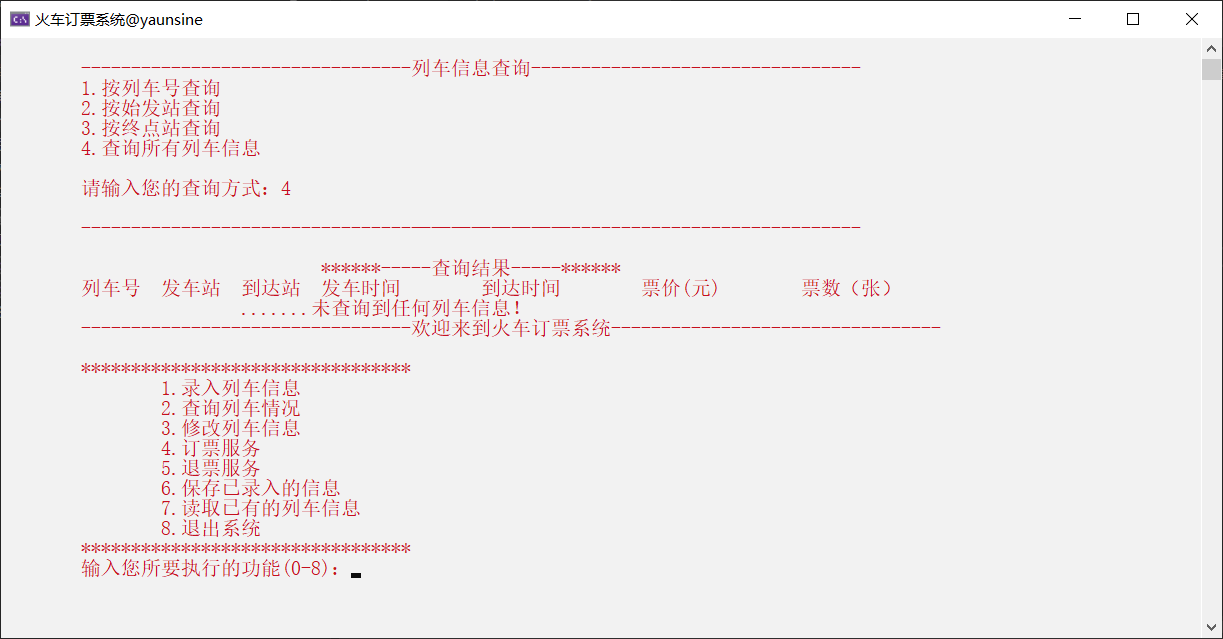 火车订票系统@yaunsine
---------------------------------列车信息查询---------------------------------
1.按列车号查询
2.按始发站查询
3.按终点站查询
4.查询所有列车信息
请输入您的查询方式：4
------------------------------------------------------------------------------
******-----查询结果-----******
列车号 发车站 到达站 发车时间 到达时间 票价(元) 票数（张）
.......未查询到任何列车信息!
---------------------------------欢迎来到火车订票系统---------------------------------
*********************************
1.录入列车信息
2.查询列车情况
3.修改列车信息
4.订票服务
5.退票服务
6.保存已录入的信息
7.读取已有的列车信息
8.退出系统
*********************************
输入您所要执行的功能(0-8)：